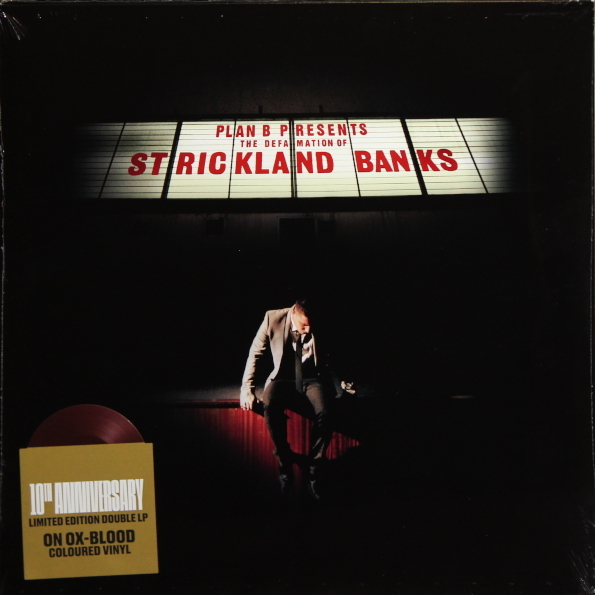 PLAN B PRESENTS
THE DEFAMATION OF
STRICKLAND BANKS
10TH ANNIVERSARY
LIMITED EDITION DOUBLE LP
ON OX-BLOOD
COLOURED VINYL